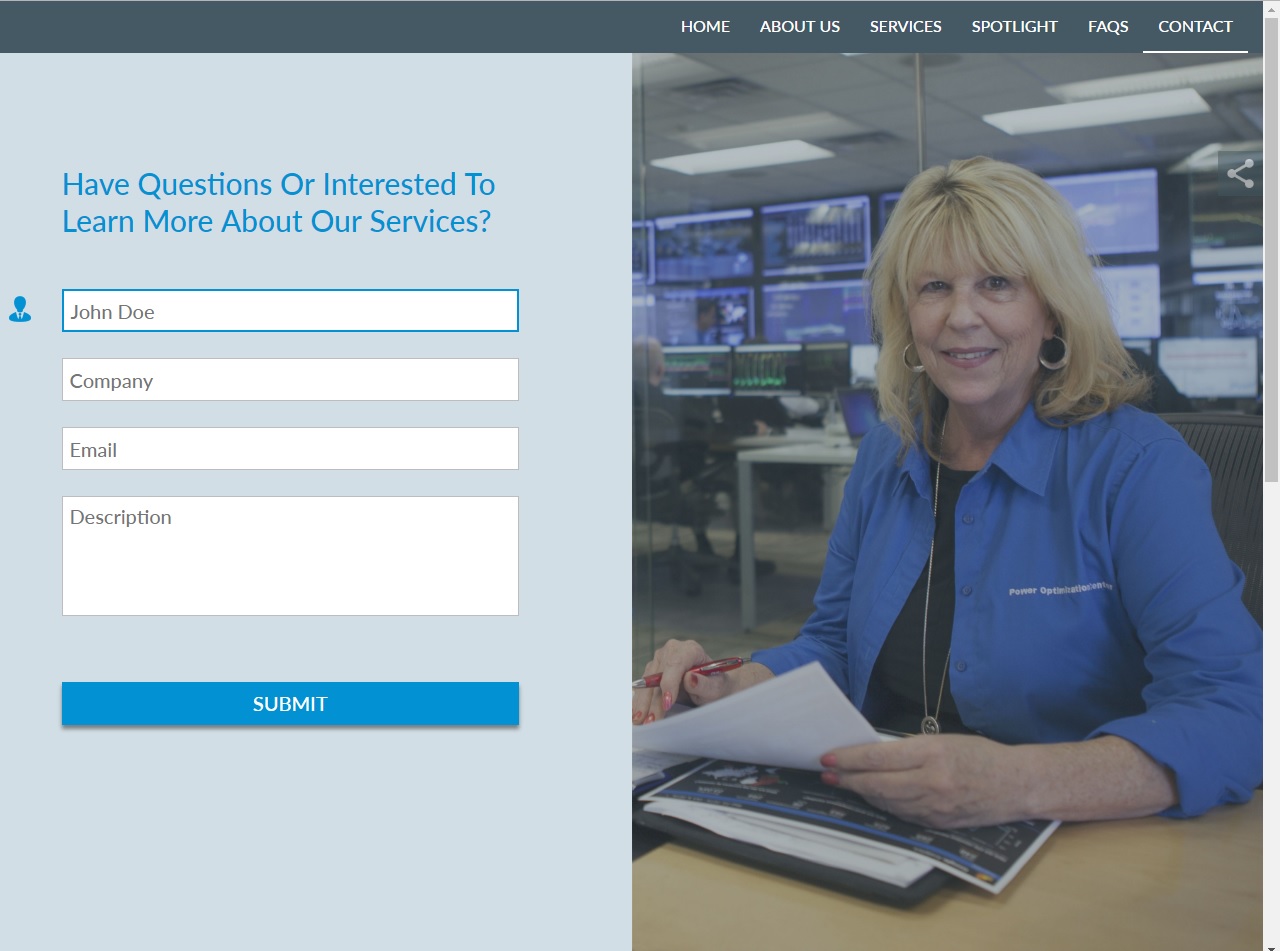 HOME ABOUT US SERVICES SPOTLIGHT FAQS CONTACT
Have Questions Or Interested To
Learn More About Our Services?
John Doe
Company
Email
Description
SUBMIT
Power Optimization Center